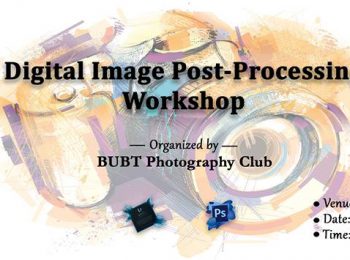 Digital Image Post-Processin
Workshop
— Organized by —
BUBT Photography Club
Ps
• Venu
• Date:
• Time: